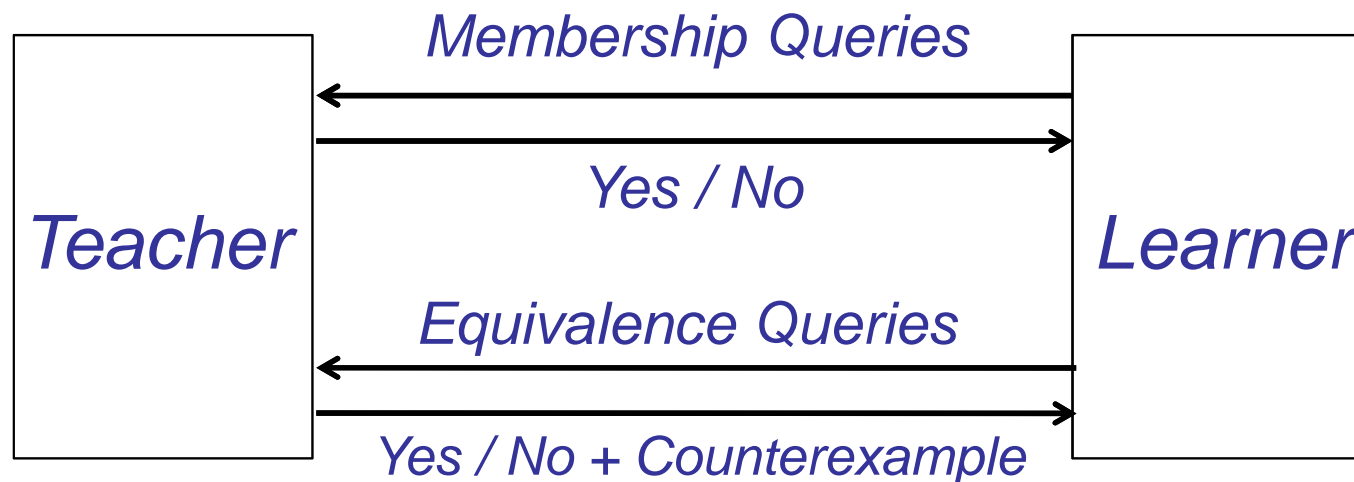 Membership Queries
Yes / No
Teacher
Learner
Equivalence Queries
Yes / No + Counterexample